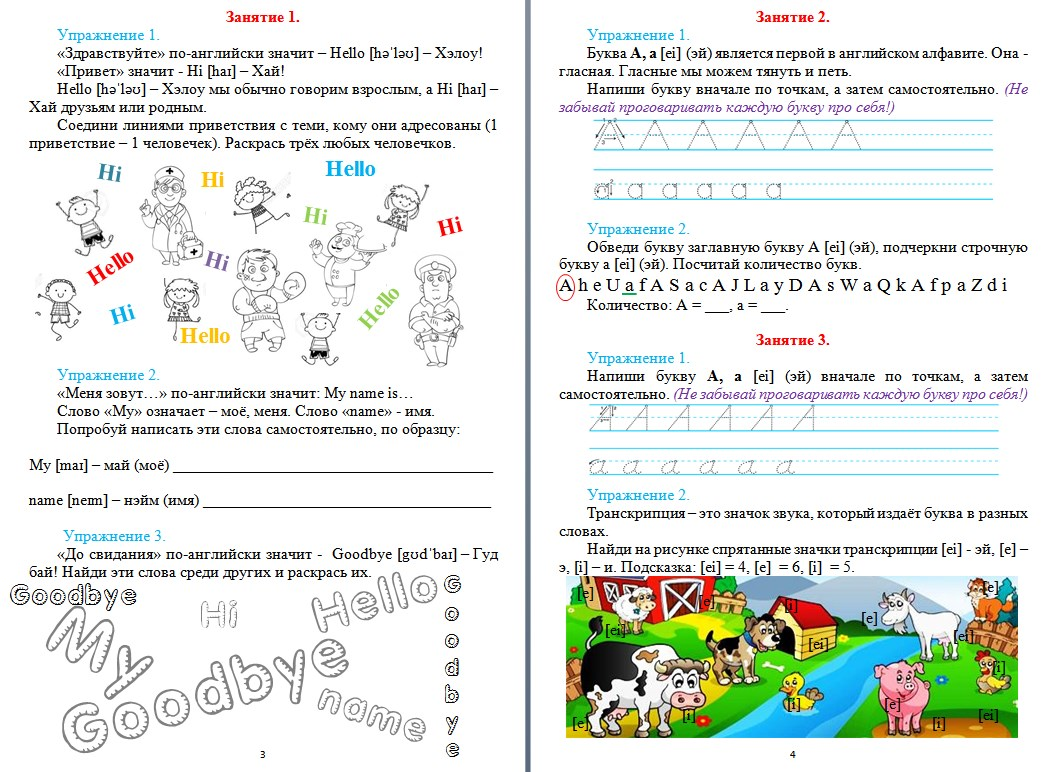 Занятие 1.
Упражнение 1.
«Здравствуйте» по-английски значит – Hello [həˈləʊ] – Хэлоу!
«Привет» значит - Hi [haɪ] – Хай!
Hello [həˈləʊ] – Хэлоу мы обычно говорим взрослым, а Hi [haɪ] –
Хай друзьям или родным.
Соедини линиями приветствия с теми, кому они адресованы (1
приветствие – 1 человечек). Раскрась трёх любых человечков.
Hi
Hi
Hello
Hi
Hi
Hello
Hi
Hi
Hello
Hello
Упражнение 2.
«Меня зовут…» по-английски значит: My name is…
Слово «My» означает – моё, меня. Слово «name» - имя.
Попробуй написать эти слова самостоятельно, по образцу:
My [maɪ] – май (моё) ________________________________________
name [neɪm] – нэйм (имя) ____________________________________
Упражнение 3.
«До свидания» по-английски значит - Goodbye [ɡʊdˈbaɪ] – Гуд
бай! Найди эти слова среди других и раскрась их.
Goodbye
Hi
Hello
Goodbye
My
Goodbye
name
3
Занятие 2.
Упражнение 1.
Буква A, a [ei] (эй) является первой в английском алфавите. Она -
гласная. Гласные мы можем тянуть и петь.
Напиши букву вначале по точкам, а затем самостоятельно. (Не
забывай проговаривать каждую букву про себя!)
A A A A A A
a a a a a a
Упражнение 2.
Обведи букву заглавную букву A [ei] (эй), подчеркни строчную
букву a [ei] (эй). Посчитай количество букв.
A h e U a f A S a c A J L a y D A s W a Q k A f p a Z d i
Количество: A = ___, a = ___.
Занятие 3.
Упражнение 1.
Напиши букву A, a [ei] (эй) вначале по точкам, а затем
самостоятельно. (Не забывай проговаривать каждую букву про себя!)
A A A A A A
a a a a a a
Упражнение 2.
Транскрипция – это значок звука, который издаёт буква в разных
словах.
Найди на рисунке спрятанные значки транскрипции [ei] - эй, [e] –
э, [i] – и. Подсказка: [ei] = 4, [e] = 6, [i] = 5.
[e]
[e]
[e]
[i]
[e]
[ei]
[ei]
[ei]
[i]
[i]
[e]
[i]
[e]
[i]
[ei]
4